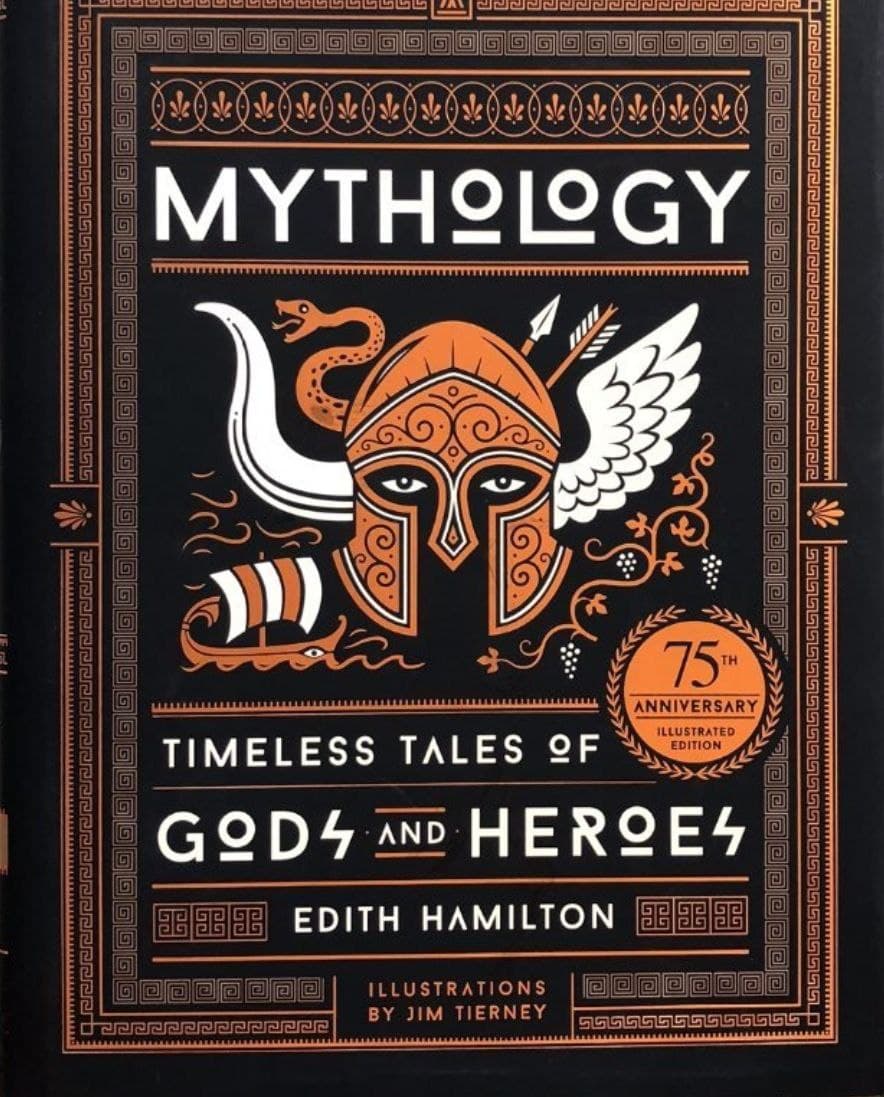 MYTHOLOGY
75TH
ANNIVERSARY
ILLUSTRATED
EDITION
TIMELESS TALES OF
GODS AND HEROES
EDITH HAMILTON
ILLUSTRATIONS
BY JIM TIERNEY